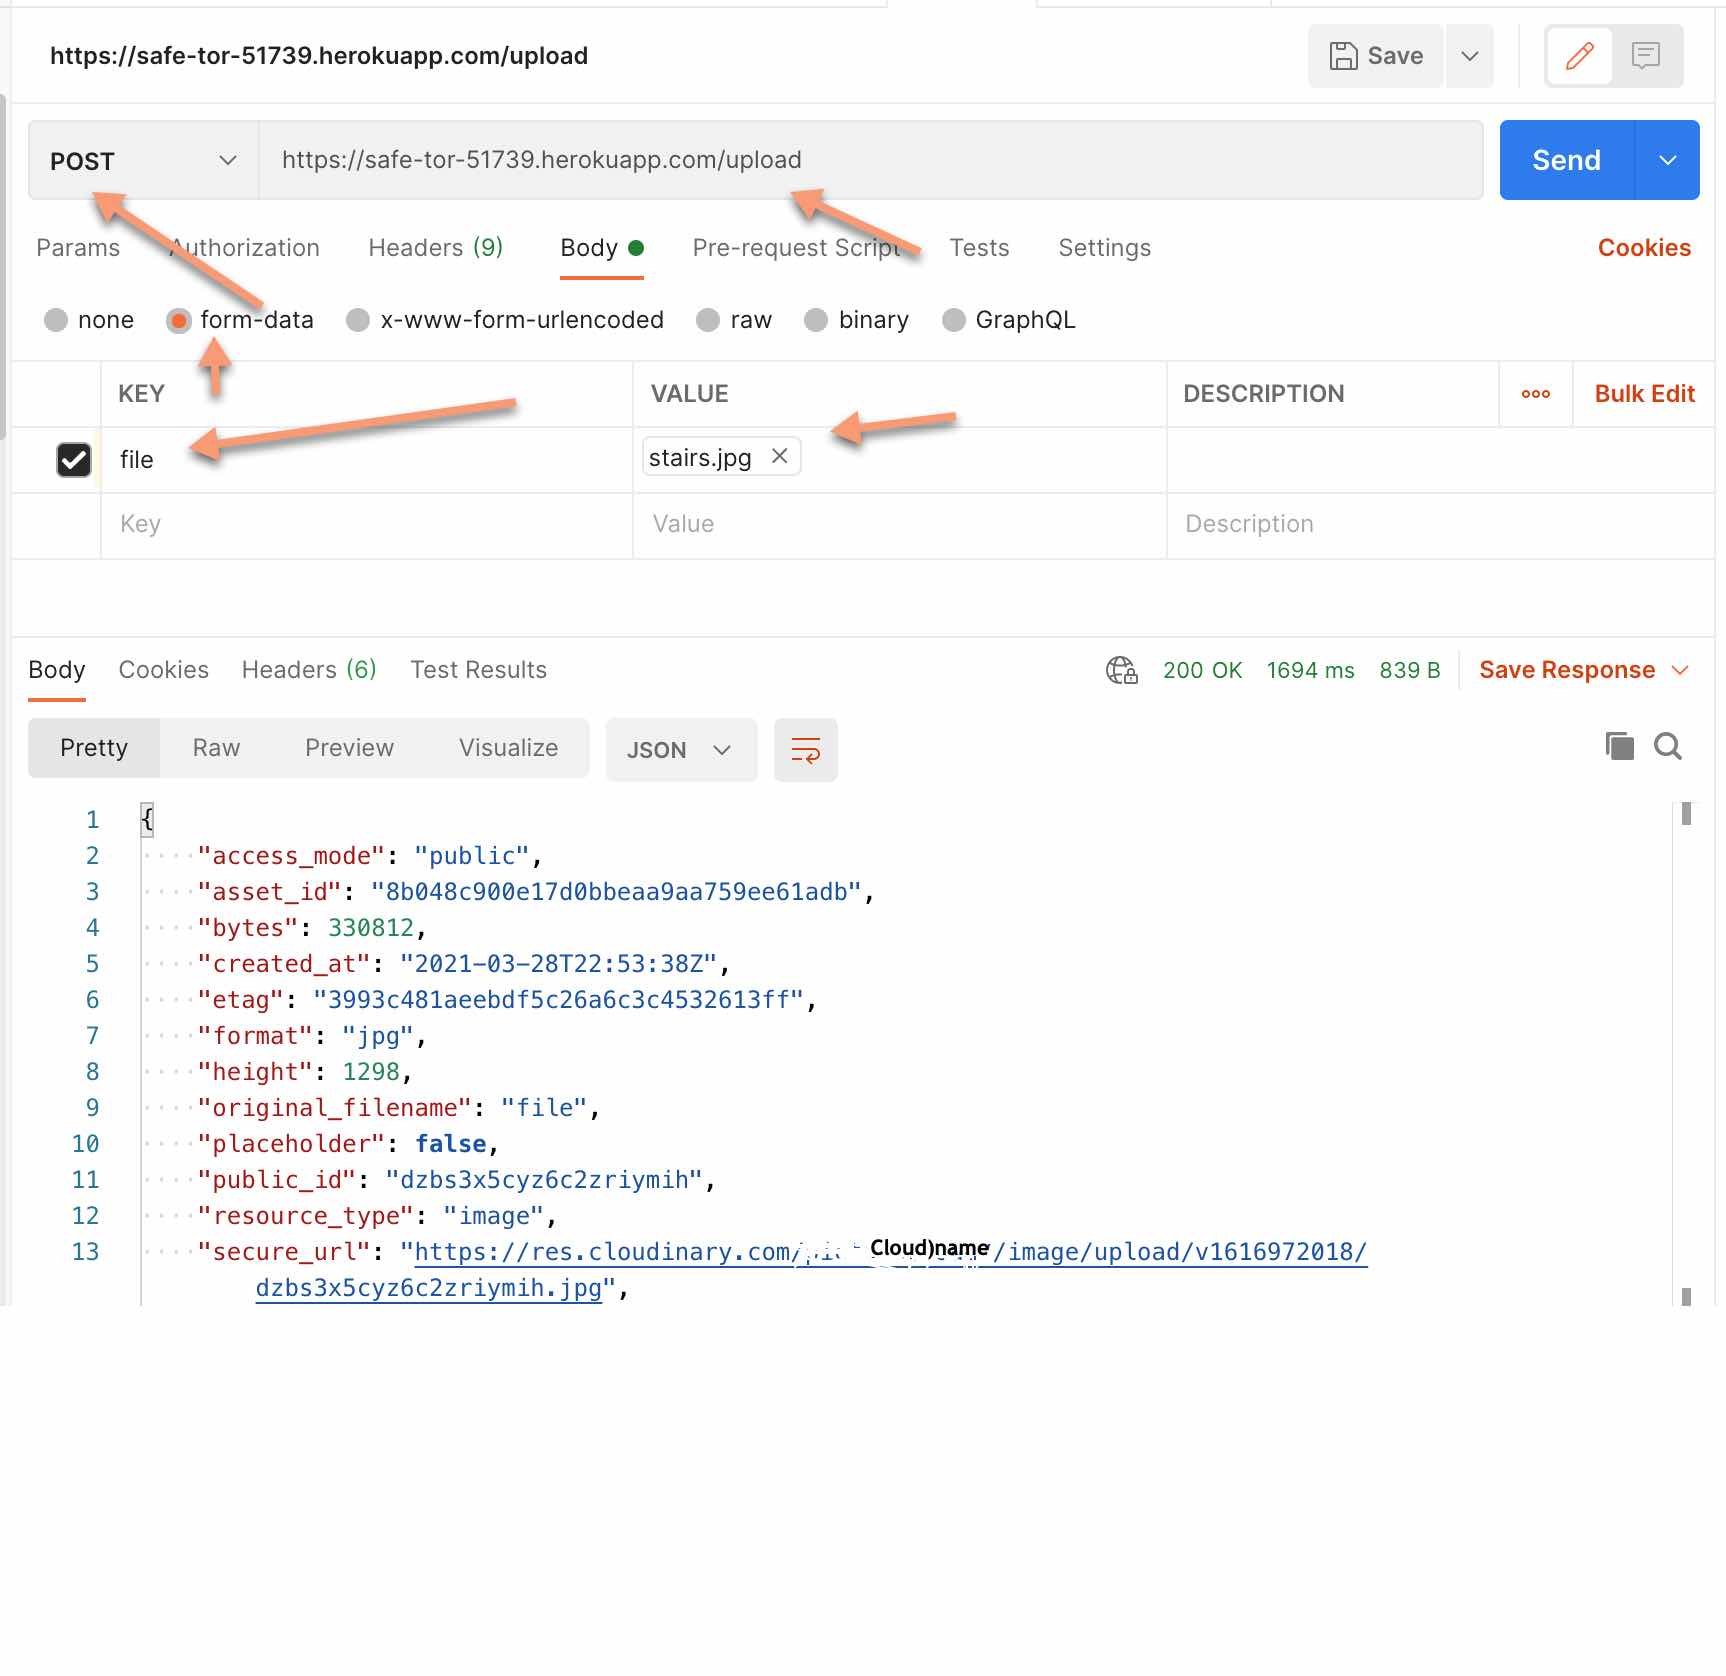 https://safe-tor-51739.herokuapp.com/upload Save
POST https://safe-tor-51739.herokuapp.com/upload Send
Params Authorization Headers (9) Body Pre-request Script Tests Settings Cookies
none form-data x-www-form-urlencoded raw binary GraphQL
KEY VALUE DESCRIPTION Bulk Edit
file stairs.jpg
Key Value Description
Body Cookies Headers (6) Test Results 200 OK 1694 ms 839 B Save Response
Pretty Raw Preview Visualize JSON
1 {
2 "access_mode": "public",
3 "asset_id": "8b048c900e17d0bbeaa9aa759ee61adb",
4 "bytes": 330812,
5 "created_at": "2021-03-28T22:53:38Z",
6 "etag": "3993c481aeebdf5c26a6c3c4532613ff",
7 "format": "jpg",
8 "height": 1298,
9 "original_filename": "file",
10 "placeholder": false,
11 "public_id": "dzbs3x5cyz6c2zriymih",
12 "resource_type": "image",
13 "secure_url": "https://res.cloudinary.com/ Cloud)name /image/upload/v1616972018/
dzbs3x5cyz6c2zriymih.jpg",